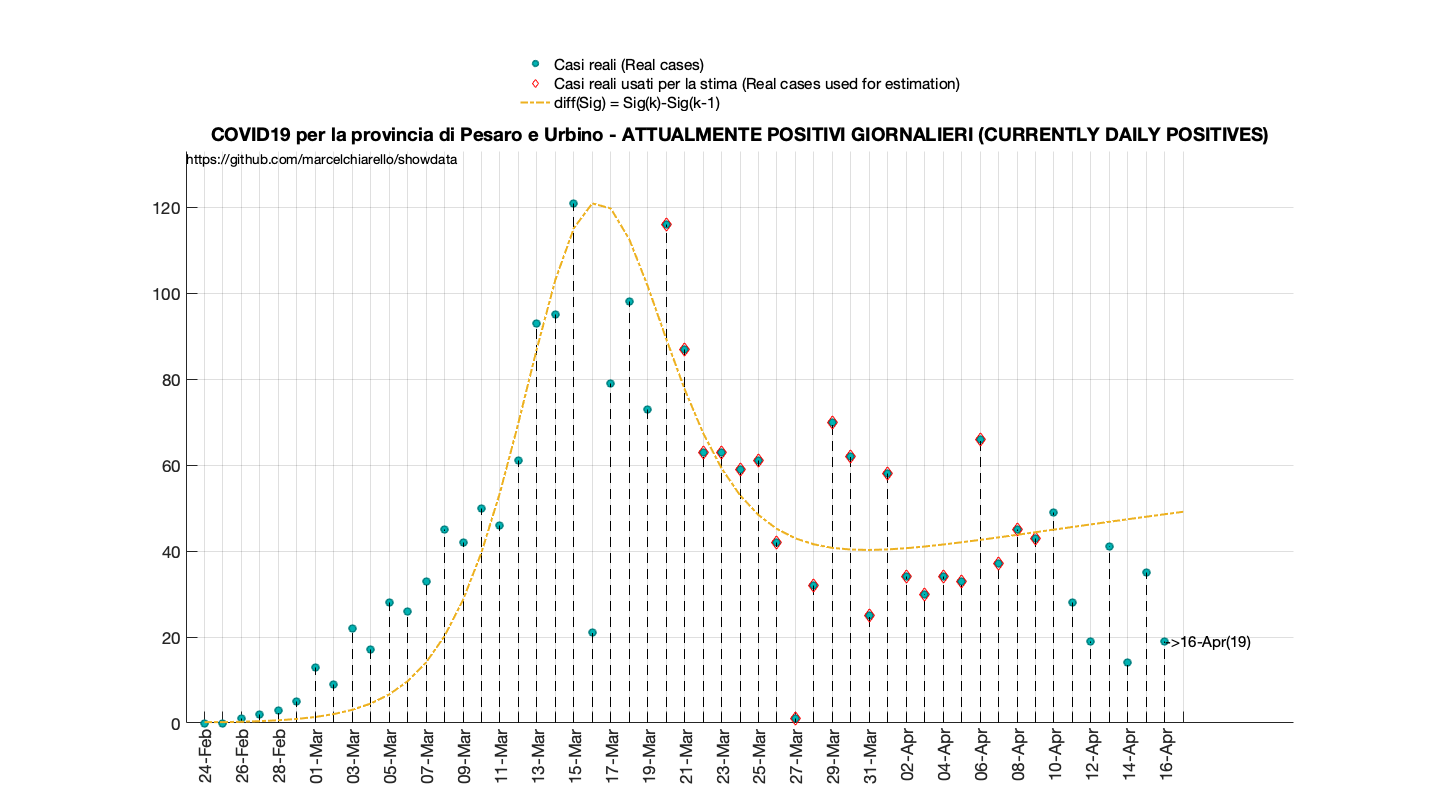 Casi reali (Real cases)
Casi reali usati per la stima (Real cases used for estimation)
diff(Sig) = Sig(k)-Sig(k-1)
COVID19 per la provincia di Pesaro e Urbino - ATTUALMENTE POSITIVI GIORNALIERI (CURRENTLY DAILY POSITIVES)
https://github.com/marcelchiarello/showdata
120
100
80
60
40
20
0
->16-Apr(19)
24-Feb
26-Feb
28-Feb
01-Mar
03-Mar
05-Mar
07-Mar
09-Mar
11-Mar
13-Mar
15-Mar
17-Mar
19-Mar
21-Mar
23-Mar
25-Mar
27-Mar
29-Mar
31-Mar
02-Apr
04-Apr
06-Apr
08-Apr
10-Apr
12-Apr
14-Apr
16-Apr